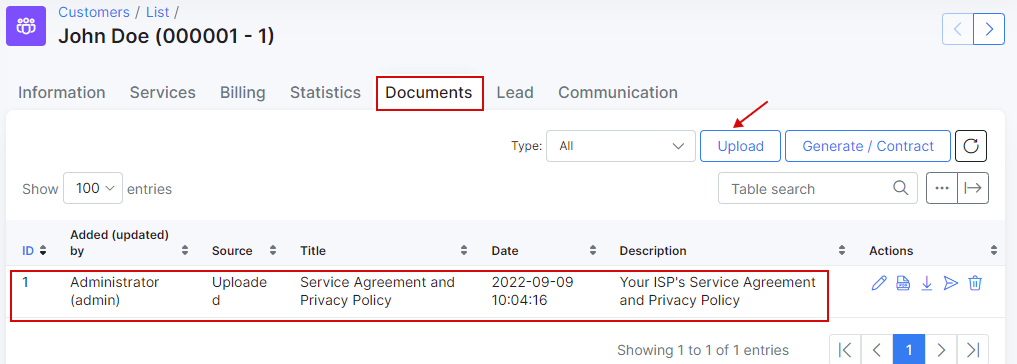 Customers / List /
John Doe (000001 - 1)
Information Services Billing Statistics Documents Lead Communication
Type: All Upload Generate / Contract
Show 100 entries Table search
ID Added (updated) by Source Title Date Description Actions
1 Administrator Uploade Service Agreement and 2022-09-09 Your ISP's Service Agreement
(admin) d Privacy Policy 10:04:16 and Privacy Policy
Showing 1 to 1 of 1 entries 1